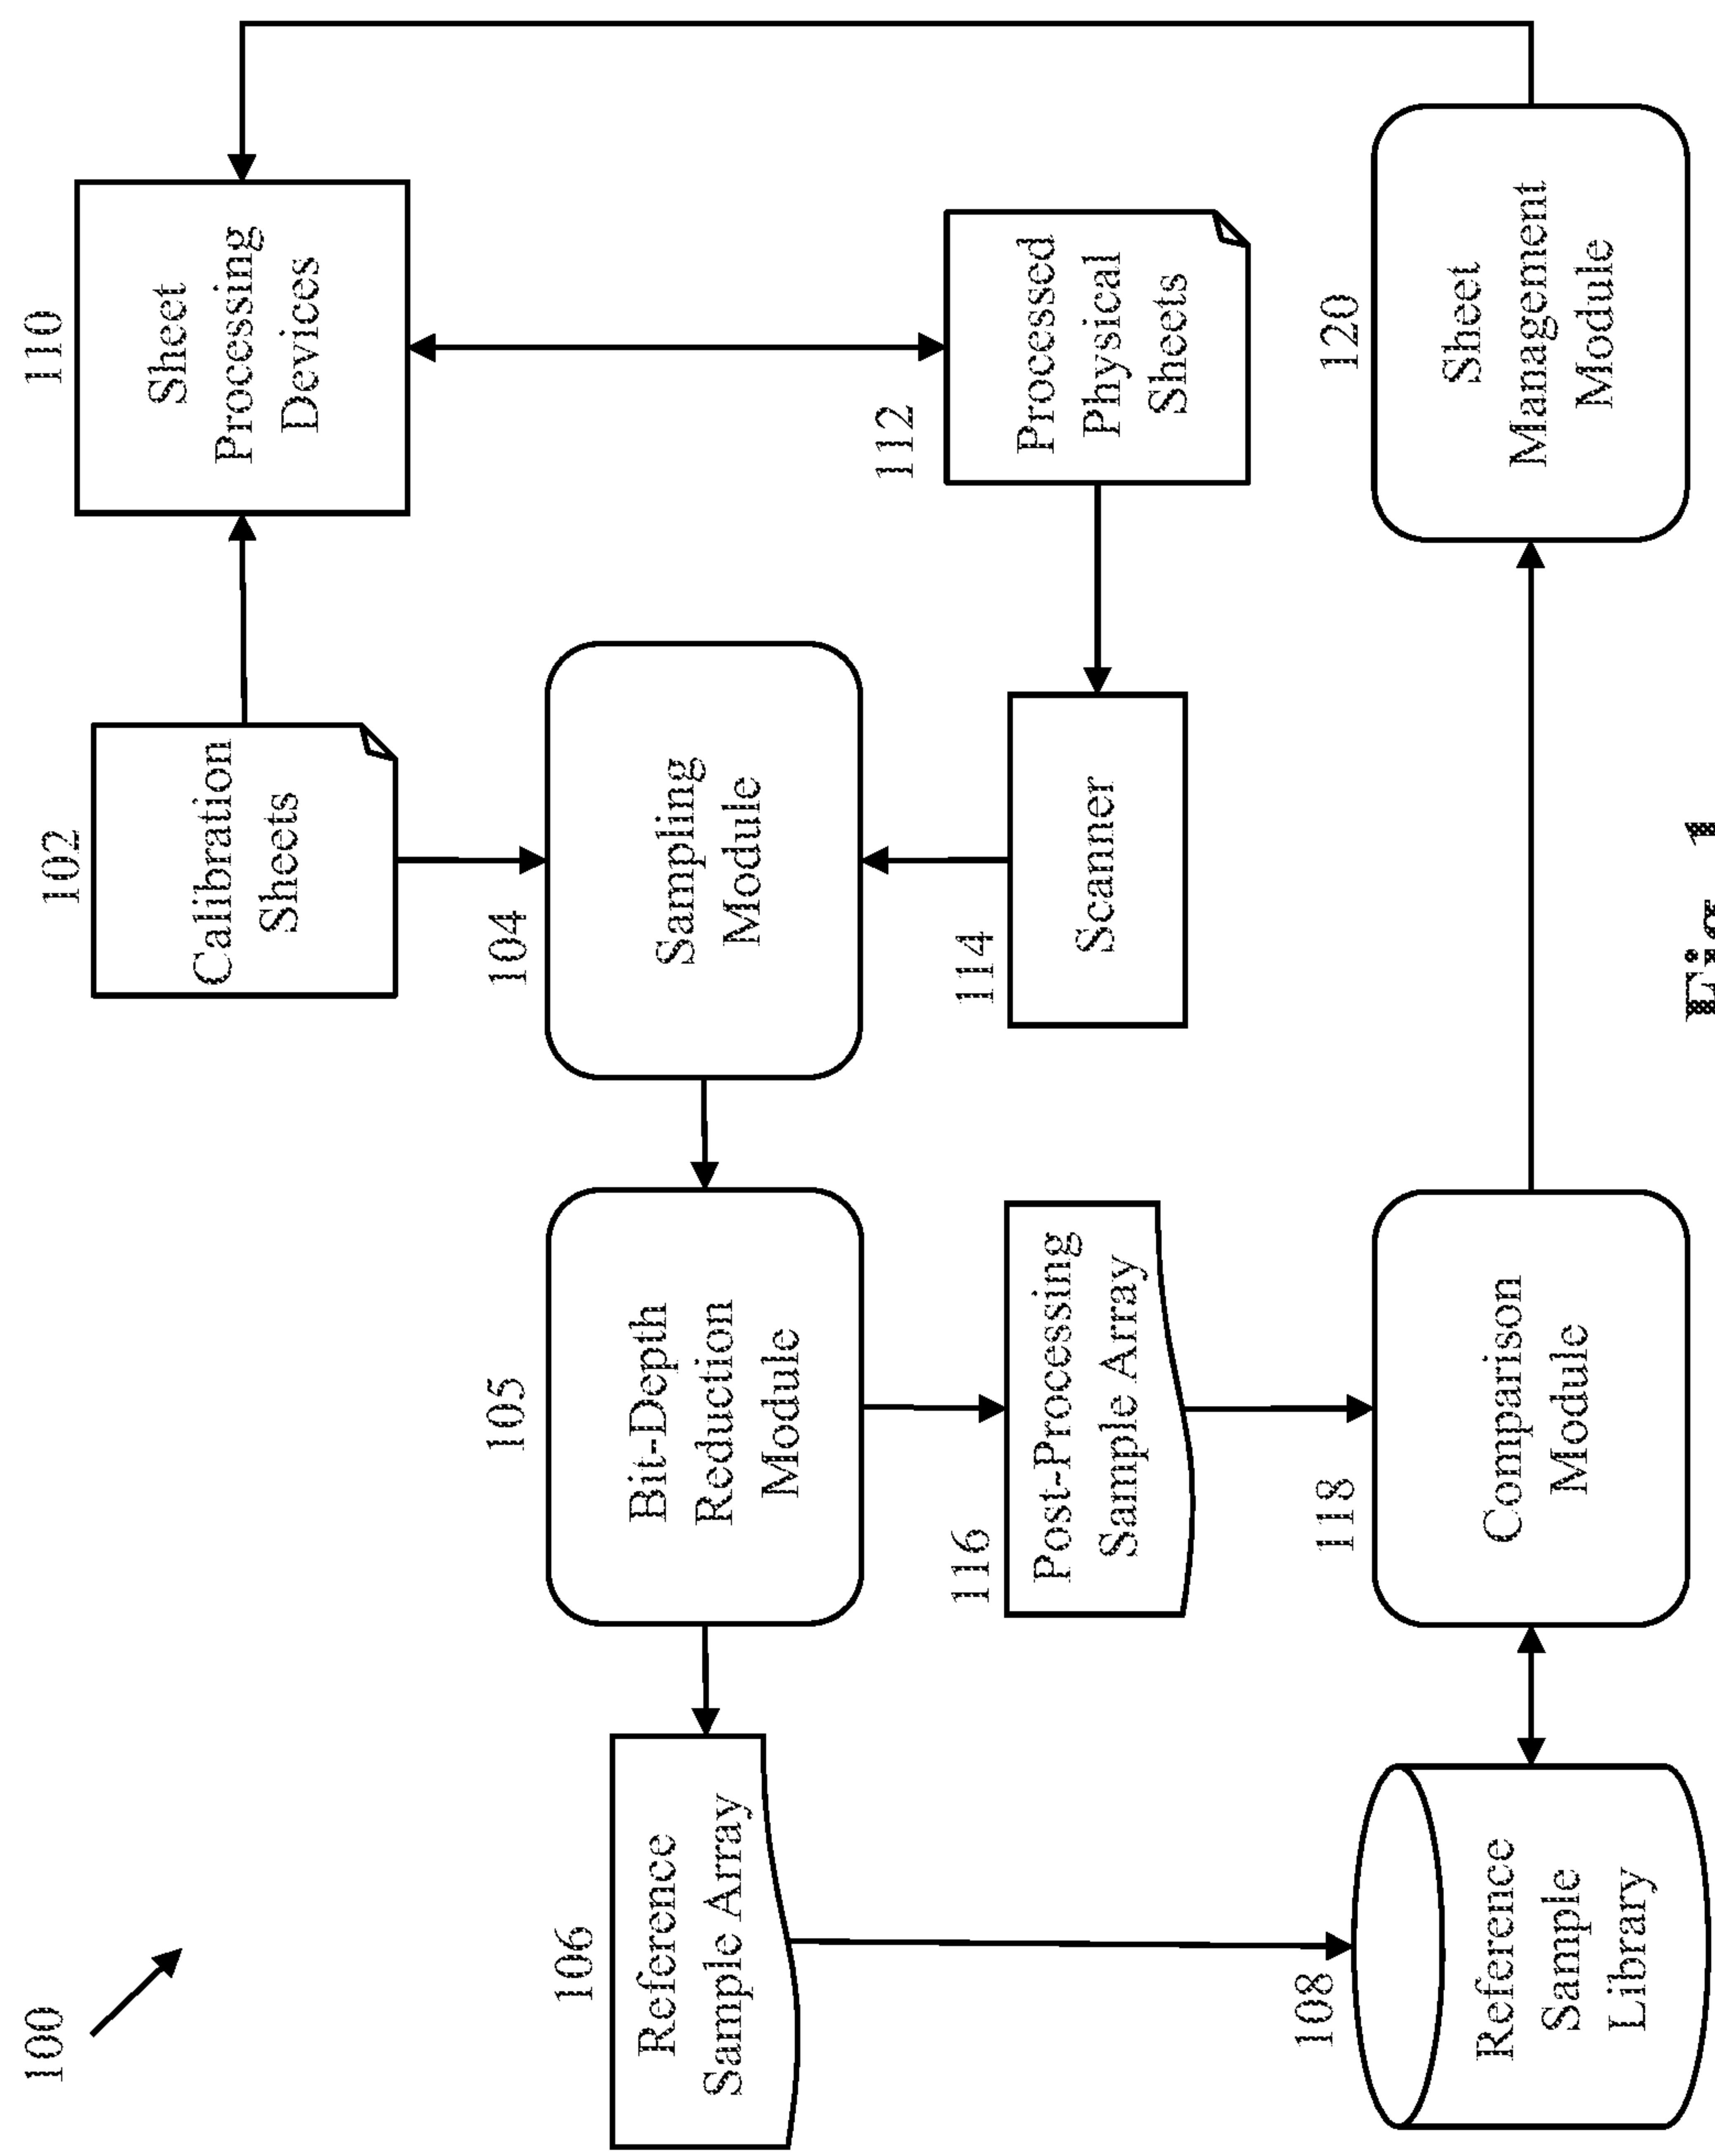 100
102
Calibration
Sheets
110
Sheet
Processing
Devices
106
Reference
Sample Array
105
Bit-Depth
Reduction
Module
104
Sampling
Module
116
Post-Processing
Sample Array
114
Scanner
112
Processed
Physical
Sheets
108
Reference
Sample
Library
118
Comparison
Module
120
Sheet
Management
Module
Fig. 1